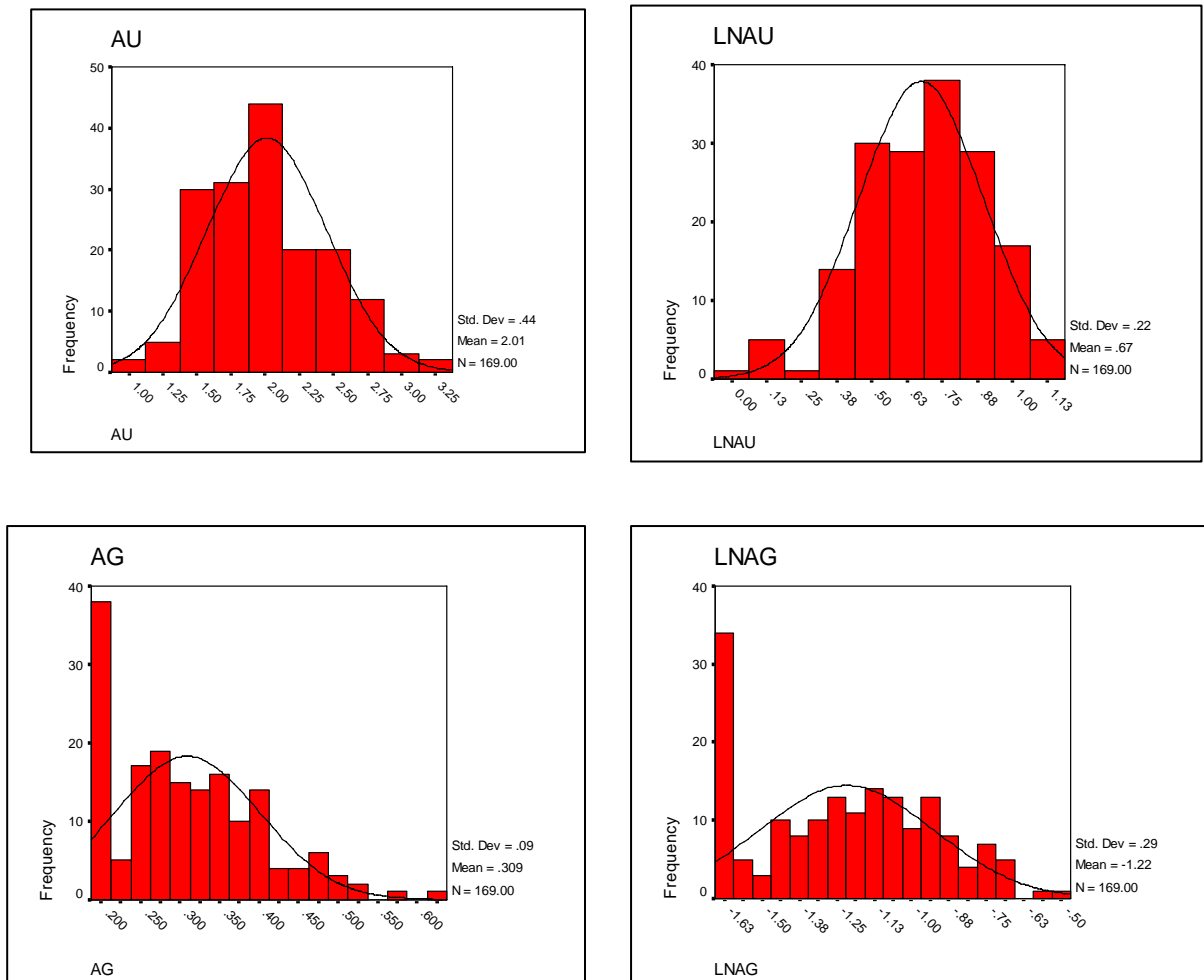 AU
50
40
30
20
10
0
Frequency
1.00 1.25 1.50 1.75 2.00 2.25 2.50 2.75 3.00 3.25
AU
Std. Dev = .44
Mean = 2.01
N = 169.00
LNAU
40
30
20
10
0
Frequency
0.00 .13 .25 .38 .50 .63 .75 .88 1.00 1.13
LNAU
Std. Dev = .22
Mean = .67
N = 169.00
AG
40
30
20
10
0
Frequency
.200 .250 .300 .350 .400 .450 .500 .550 .600
AG
Std. Dev = .09
Mean = .309
N = 169.00
LNAG
40
30
20
10
0
Frequency
-1.63 -1.50 -1.38 -1.25 -1.13 -1.00 -.88 -.75 -.63 -.50
LNAG
Std. Dev = .29
Mean = -1.22
N = 169.00